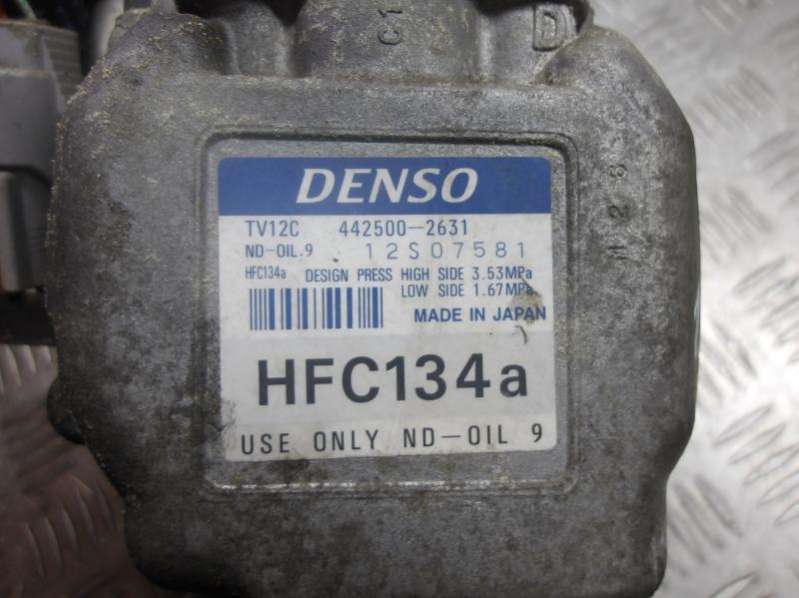 C1
D
DENSO
TV12C 442500-2631
ND-OIL.9 12S07581
HFC134a DESIGN PRESS HIGH SIDE 3.53MPa
LOW SIDE 1.67MPa
MADE IN JAPAN
HFC134a
USE ONLY ND-OIL 9